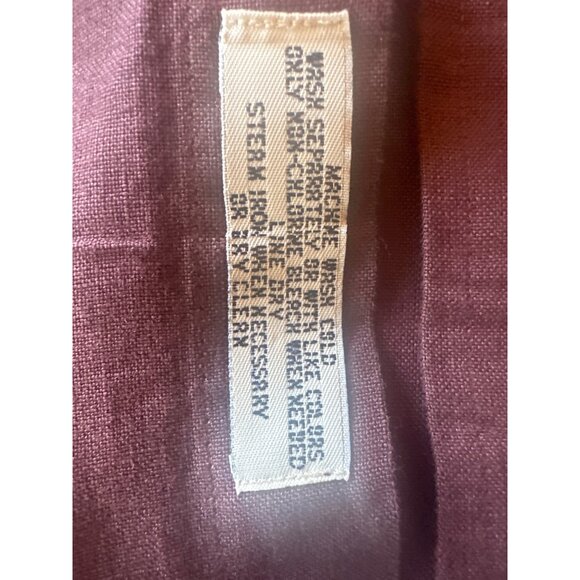 MACHINE WASH COLD
WASH SEPARATELY OR WITH LIKE COLORS
ONLY NON-CHLORNE BLEACH WHEN NEEDED
LINE DRY
STEAM IRON WHEN NECESSARY
OR DRY CLEAN